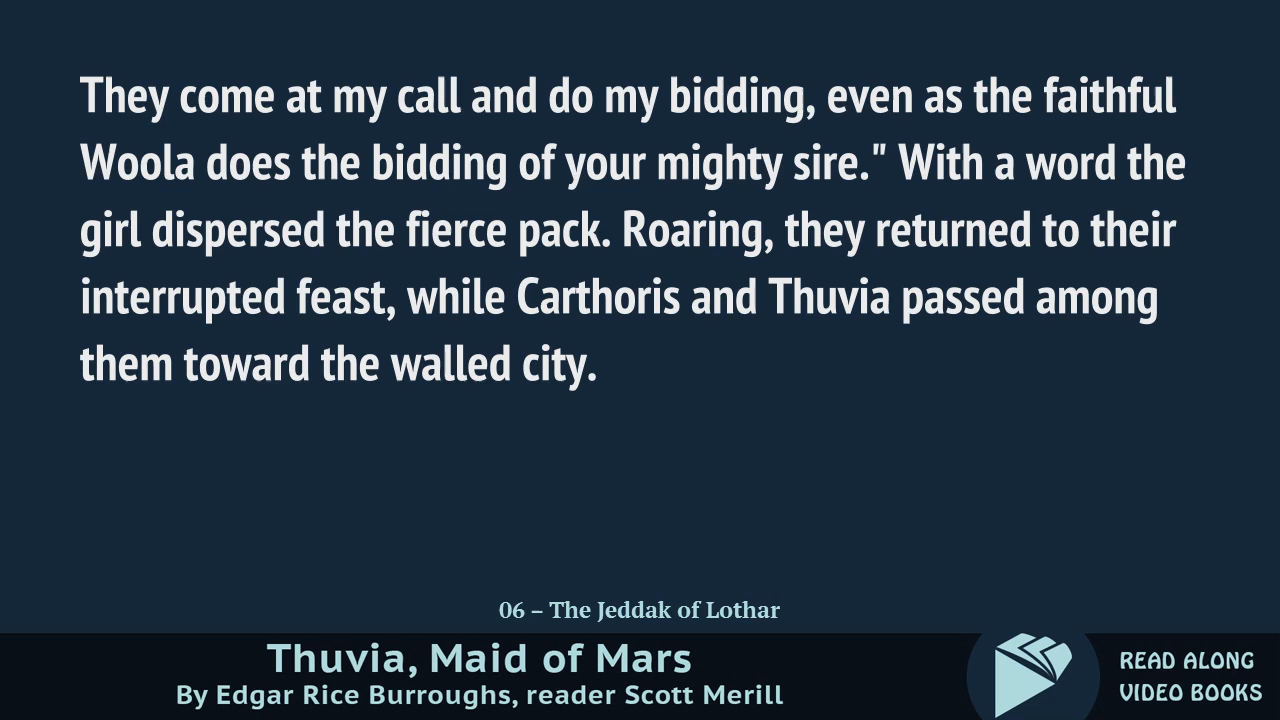 They come at my call and do my bidding, even as the faithful
Woola does the bidding of your mighty sire." With a word the
girl dispersed the fierce pack. Roaring, they returned to their
interrupted feast, while Carthoris and Thuvia passed among
them toward the walled city.
06 – The Jeddak of Lothar
Thuvia, Maid of Mars
By Edgar Rice Burroughs, reader Scott Merill
READ ALONG
VIDEO BOOKS